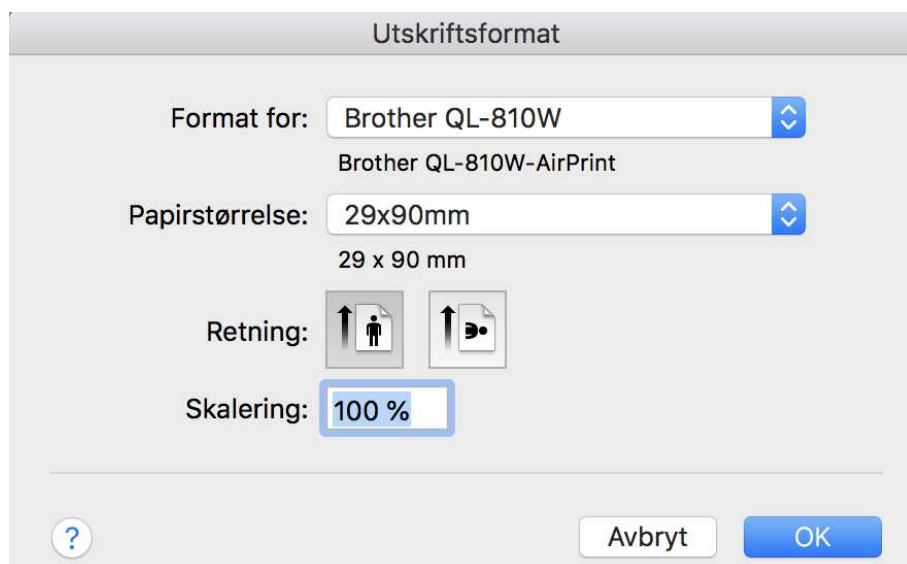 Utskriftsformat
Format for: Brother QL-810W
Brother QL-810W-AirPrint
Papirstørrelse: 29x90mm
29 x 90 mm
Retning:
Skalering: 100 %
? Avbryt OK